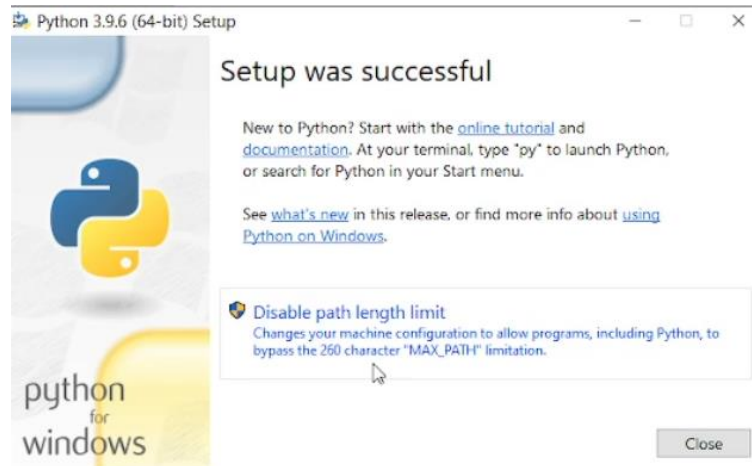 Python 3.9.6 (64-bit) Setup
Setup was successful
New to Python? Start with the online tutorial and
documentation. At your terminal, type "py" to launch Python,
or search for Python in your Start menu.
See what's new in this release, or find more info about using
Python on Windows.
Disable path length limit
Changes your machine configuration to allow programs, including Python, to
bypass the 260 character "MAX_PATH" limitation.
python
for
windows
Close